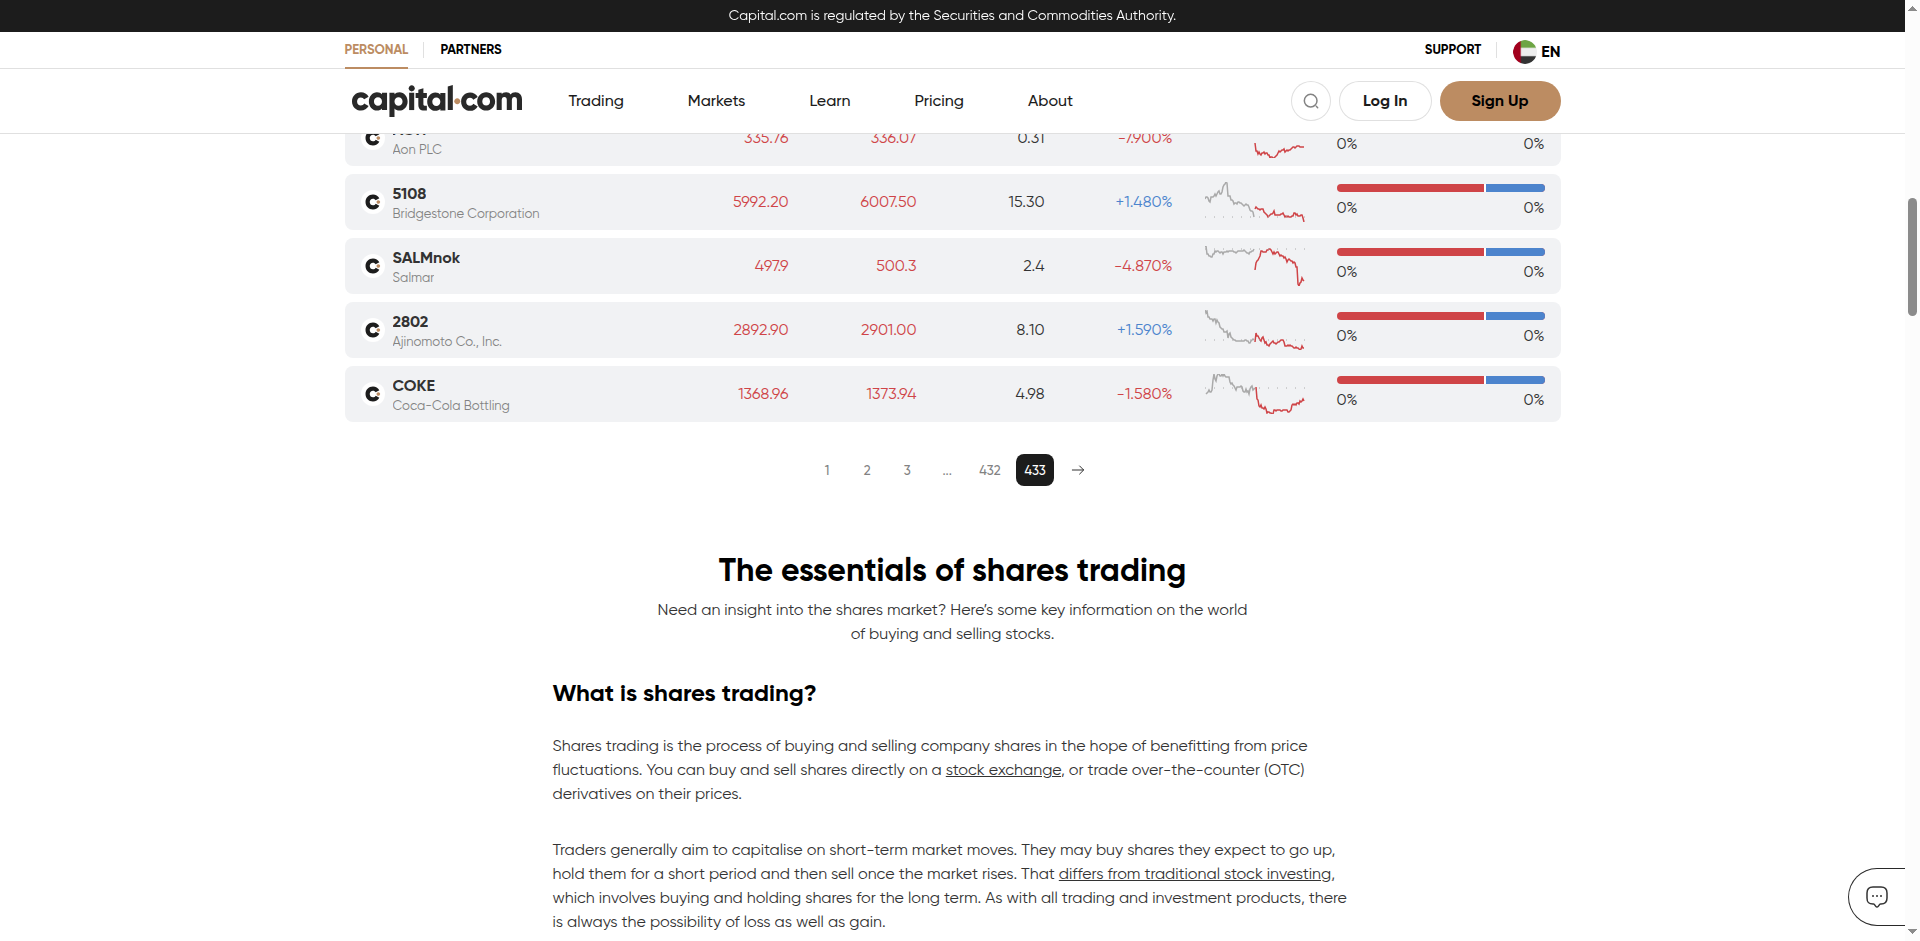 Capital.com is regulated by the Securities and Commodities Authority.
PERSONAL PARTNERS SUPPORT EN
capital.com Trading Markets Learn Pricing About Log In Sign Up
335.76 336.07 0.31 -7.900%
Aon PLC 0% 0%
5108
Bridgestone Corporation 5992.20 6007.50 15.30 +1.480% 0% 0%
SALMnok
Salmar 497.9 500.3 2.4 -4.870% 0% 0%
2802
Ajinomoto Co., Inc. 2892.90 2901.00 8.10 +1.590% 0% 0%
COKE
Coca-Cola Bottling 1368.96 1373.94 4.98 -1.580% 0% 0%
1 2 3 ... 432 433
The essentials of shares trading
Need an insight into the shares market? Here's some key information on the world
of buying and selling stocks.
What is shares trading?
Shares trading is the process of buying and selling company shares in the hope of benefitting from price
fluctuations. You can buy and sell shares directly on a stock exchange, or trade over-the-counter (OTC)
derivatives on their prices.
Traders generally aim to capitalise on short-term market moves. They may buy shares they expect to go up,
hold them for a short period and then sell once the market rises. That differs from traditional stock investing,
which involves buying and holding shares for the long term. As with all trading and investment products, there
is always the possibility of loss as well as gain.